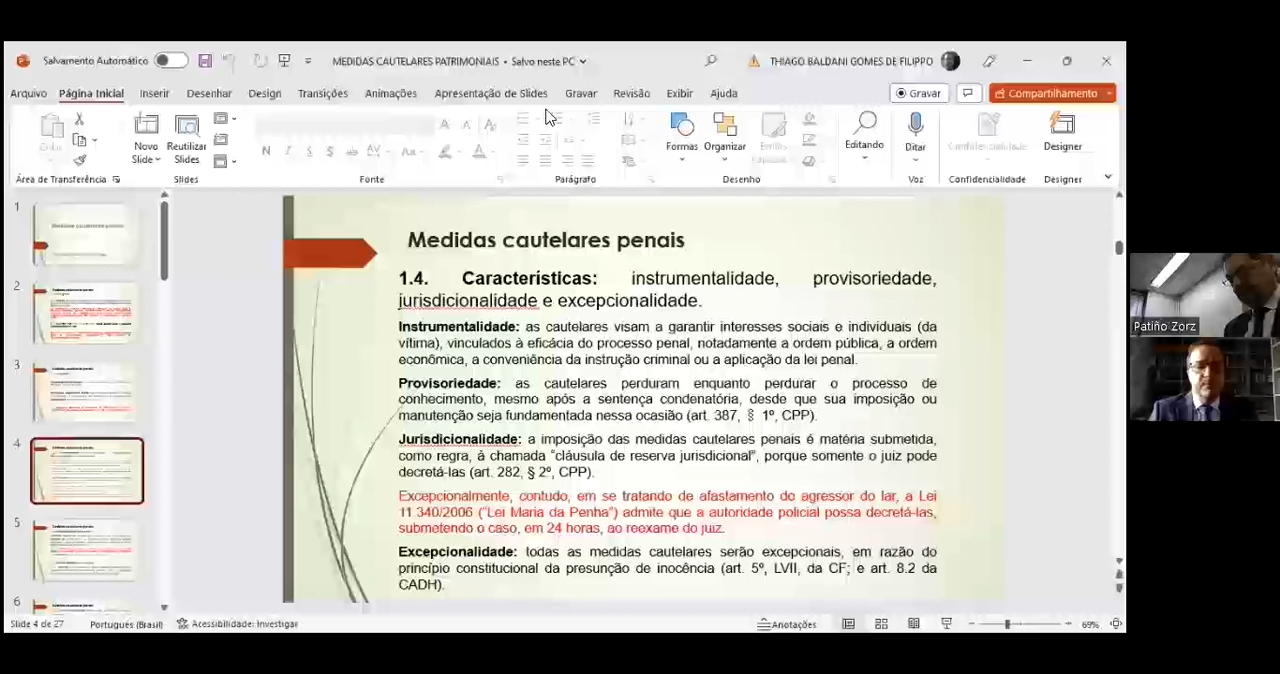 Salvamento Automático
MEDIDAS CAUTELARES PATRIMONIAIS • Salvo neste PC
THIAGO BALDANI GOMES DE FILIPPO
Arquivo Página Inicial Inserir Desenhar Design Transições Animações Apresentação de Slides Gravar Revisão Exibir Ajuda
Gravar
Compartilhamento
Novo Slide
Reutilizar Slides
Formas
Organizar
Editando
Ditar
Confidencialidade
Designer
Área de Transferência
Slides
Fonte
Parágrafo
Desenho
Voz
Confidencialidade
Designer
1
2
3
4
5
6
Medidas cautelares penais
1.4. Características: instrumentalidade, provisoriedade,
jurisdicionalidade e excepcionalidade.
Instrumentalidade: as cautelares visam a garantir interesses sociais e individuais (da
vítima), vinculados à eficácia do processo penal, notadamente a ordem pública, a ordem
econômica, a conveniência da instrução criminal ou a aplicação da lei penal.
Provisoriedade: as cautelares perduram enquanto perdurar o processo de
conhecimento, mesmo após a sentença condenatória, desde que sua imposição ou
manutenção seja fundamentada nessa ocasião (art. 387, § 1º, CPP).
Jurisdicionalidade: a imposição das medidas cautelares penais é matéria submetida,
como regra, à chamada “cláusula de reserva jurisdicional”, porque somente o juiz pode
decretá-las (art. 282, § 2º, CPP).
Excepcionalmente, contudo, em se tratando de afastamento do agressor do lar, a Lei
11.340/2006 (“Lei Maria da Penha”) admite que a autoridade policial possa decretá-las,
submetendo o caso, em 24 horas, ao reexame do juiz.
Excepcionalidade: todas as medidas cautelares serão excepcionais, em razão do
princípio constitucional da presunção de inocência (art. 5º, LVII, da CF; e art. 8.2 da
CADH).
Patiño Zorz
Slide 4 de 27
Português (Brasil)
Acessibilidade: Investigar
Anotações
69%